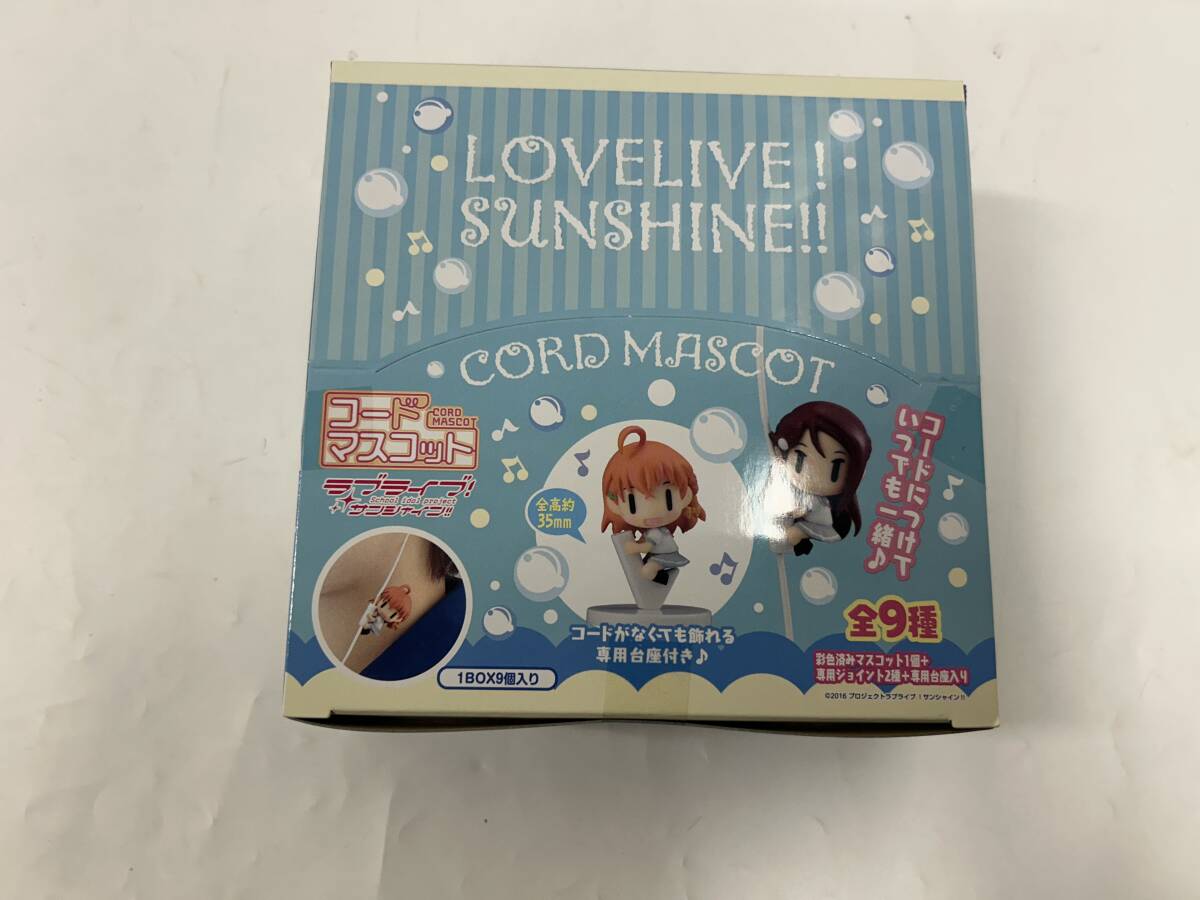 LOVELIVE!
SUNSHINE!!
CORD MASCOT
コード
マスコット
CORD
MASCOT
ラブライブ!
School idol project
サンシャイン!!
全高約
35mm
コードにつけて
いつでも一緒♪
コードがなくても飾れる
専用台座付き♪
全9種
彩色済みマスコット1個+
専用ジョイント2種+専用台座入り
1BOX9個入り
©2016 プロジェクトラブライブ!サンシャイン!!